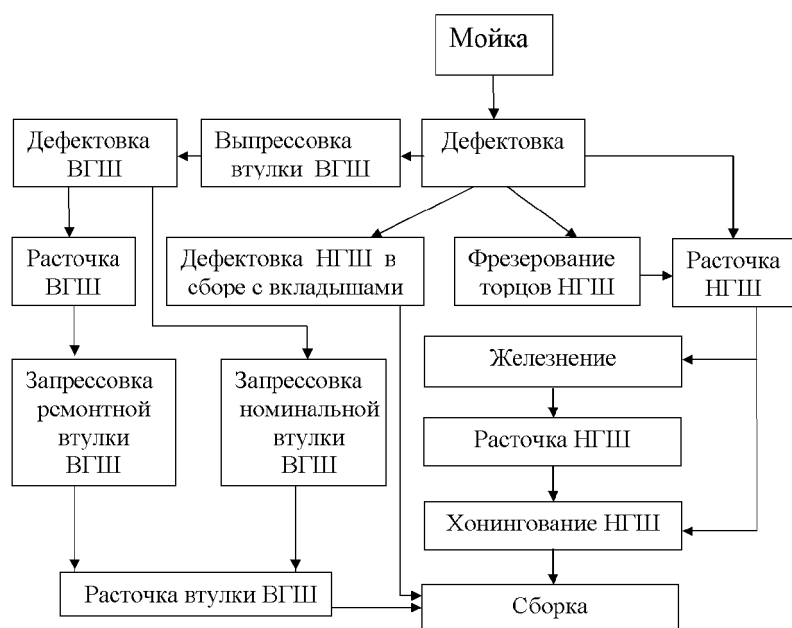 Мойка
Дефектовка
ВГШ
Выпрессовка
втулки ВГШ
Дефектовка
Расточка
ВГШ
Дефектовка НГШ в
сборе с вкладышами
Фрезерование
торцов НГШ
Расточка
НГШ
Железнение
Запрессовка
ремонтной
втулки
ВГШ
Запрессовка
номинальной
втулки
ВГШ
Расточка НГШ
Хонингование НГШ
Расточка втулки ВГШ
Сборка